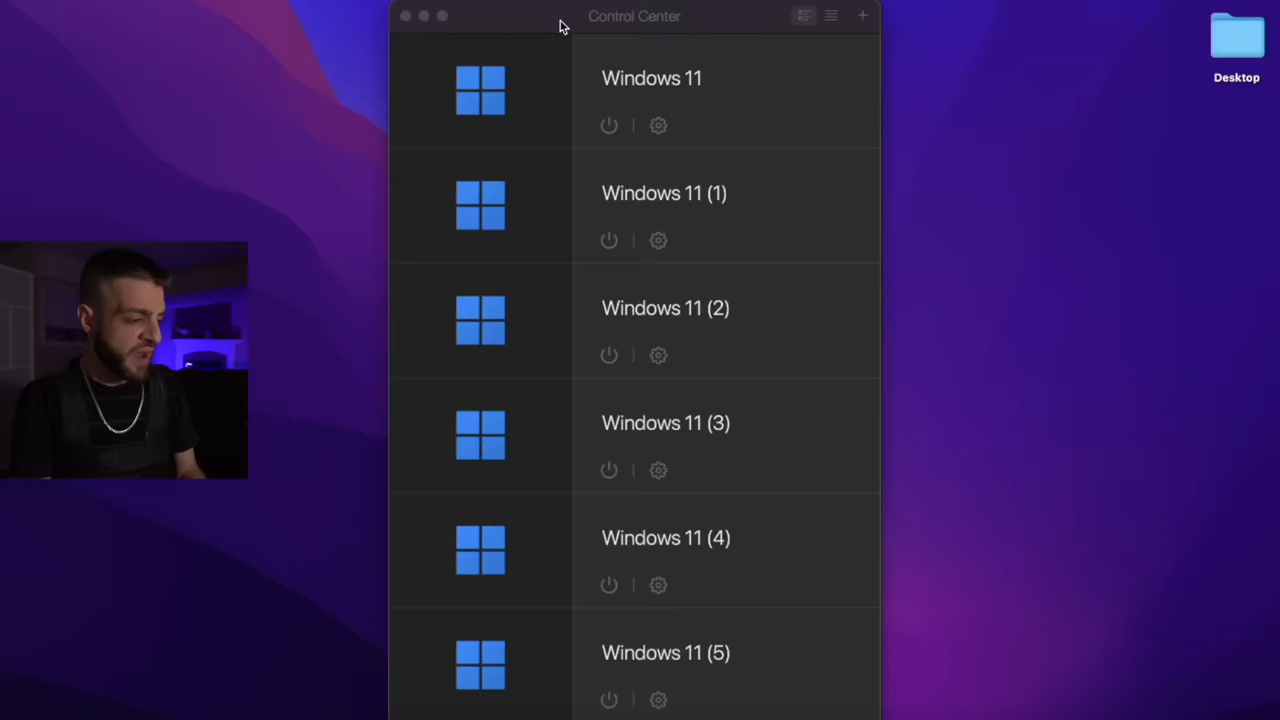 Control Center
Desktop
Windows 11
Windows 11 (1)
Windows 11 (2)
Windows 11 (3)
Windows 11 (4)
Windows 11 (5)